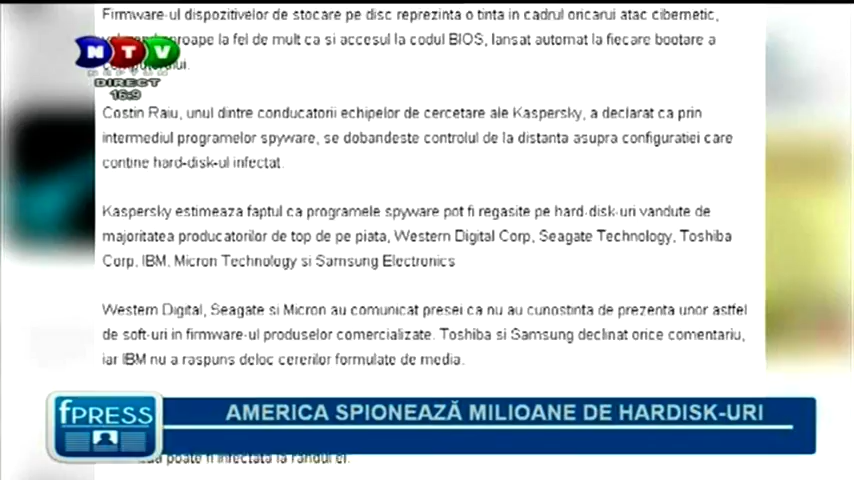 Firmware-ul dispozitivelor de stocare pe disc reprezinta o tinta in cadrul oricarui atac cibernetic,
aproape la fel de mult ca si accesul la codul BIOS, lansat automat la fiecare bootare a
NTV
NEPTUN
DIRECT
16:9
Costin Raiu, unul dintre conducatorii echipelor de cercetare ale Kaspersky, a declarat ca prin
intermediul programelor spyware, se dobandeste controlul de la distanta asupra configuratiei care
contine hard-disk-ul infectat.
Kaspersky estimeaza faptul ca programele spyware pot fi regasite pe hard-disk-uri vandute de
majoritatea producatorilor de top de pe piata, Western Digital Corp, Seagate Technology, Toshiba
Corp, IBM, Micron Technology si Samsung Electronics
Western Digital, Seagate si Micron au comunicat presei ca nu au cunostinta de prezenta unor astfel
de soft-uri in firmware-ul produselor comercializate. Toshiba si Samsung declinat orice comentariu,
iar IBM nu a raspuns deloc cererilor formulate de media.
fPRESS
AMERICA SPIONEAZĂ MILIOANE DE HARDISK-URI
poate fi infectata la randul ei.